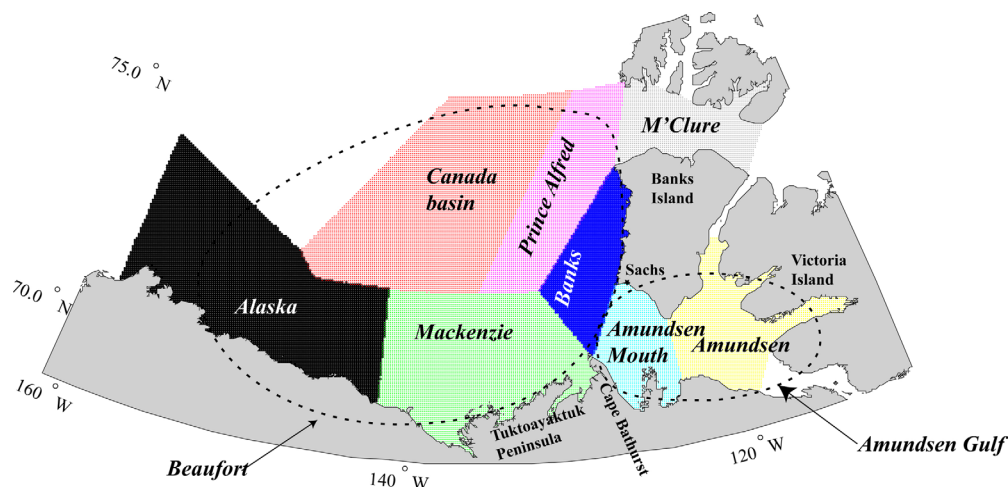 75.0 °N
M'Clure
Canada
basin
Prince Alfred
Banks
Island
Banks
Sachs
Victoria
Island
70.0 °N
Alaska
Mackenzie
Amundsen
Mouth
Amundsen
160 °W
Tuktoayaktuk
Peninsula
Cape Bathurst
Beaufort
140 °W
120 °W
Amundsen Gulf